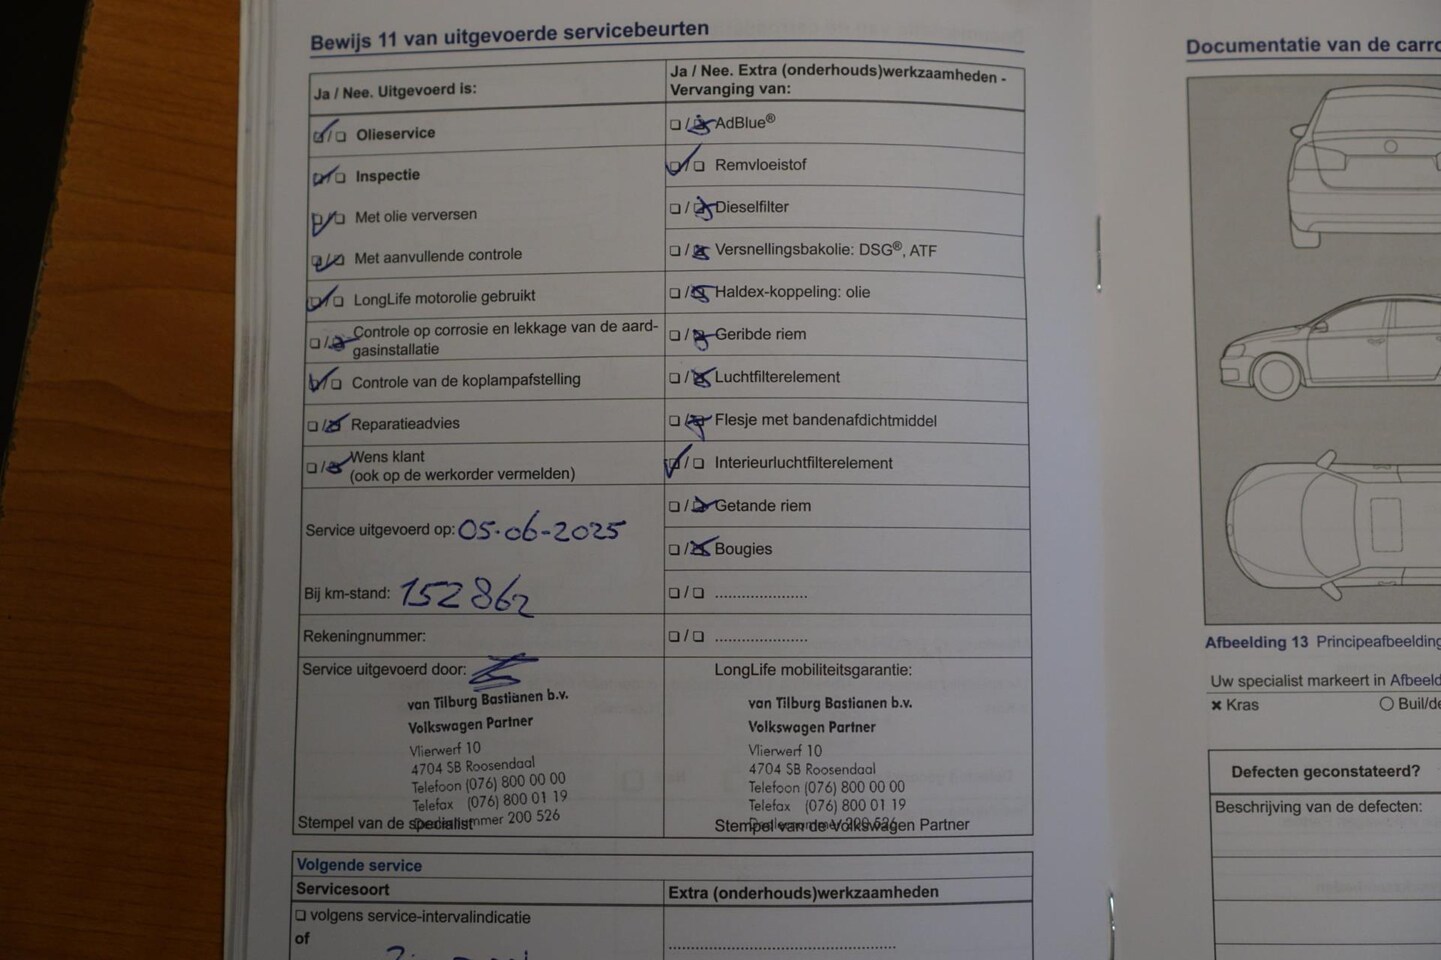 Bewijs 11 van uitgevoerde servicebeurten
Ja / Nee. Uitgevoerd is:
Olieservice
Inspectie
Met olie verversen
Met aanvullende controle
LongLife motorolie gebruikt
Controle op corrosie en lekkage van de aard-
gasinstallatie
Controle van de koplampafstelling
Reparatieadvies
Wens klant
(ook op de werkorder vermelden)
Service uitgevoerd op: 05-06-2025
Bij km-stand: 152862
Rekeningnummer:
Service uitgevoerd door:
van Tilburg Bastianen b.v.
Volkswagen Partner
Vlierwerf 10
4704 SB Roosendaal
Telefoon (076) 800 00 00
Telefax (076) 800 01 19
200 526
Stempel van de specialist
Ja / Nee. Extra (onderhouds)werkzaamheden -
Vervanging van:
AdBlue®
Remvloeistof
Dieselfilter
Versnellingsbakolie: DSG®, ATF
Haldex-koppeling: olie
Geribde riem
Luchtfilterelement
Flesje met bandenafdichtmiddel
Interieurluchtfilterelement
Getande riem
Bougies
LongLife mobiliteitsgarantie:
van Tilburg Bastianen b.v.
Volkswagen Partner
Vlierwerf 10
4704 SB Roosendaal
Telefoon (076) 800 00 00
Telefax (076) 800 01 19
Stempel van de Volkswagen Partner
Volgende service
Servicesoort
Extra (onderhouds)werkzaamheden
volgens service-intervalindicatie
of
Documentatie van de carro
Afbeelding 13 Principeafbeelding
Uw specialist markeert in Afbeeld
Kras
Buil/de
Defecten geconstateerd?
Beschrijving van de defecten: